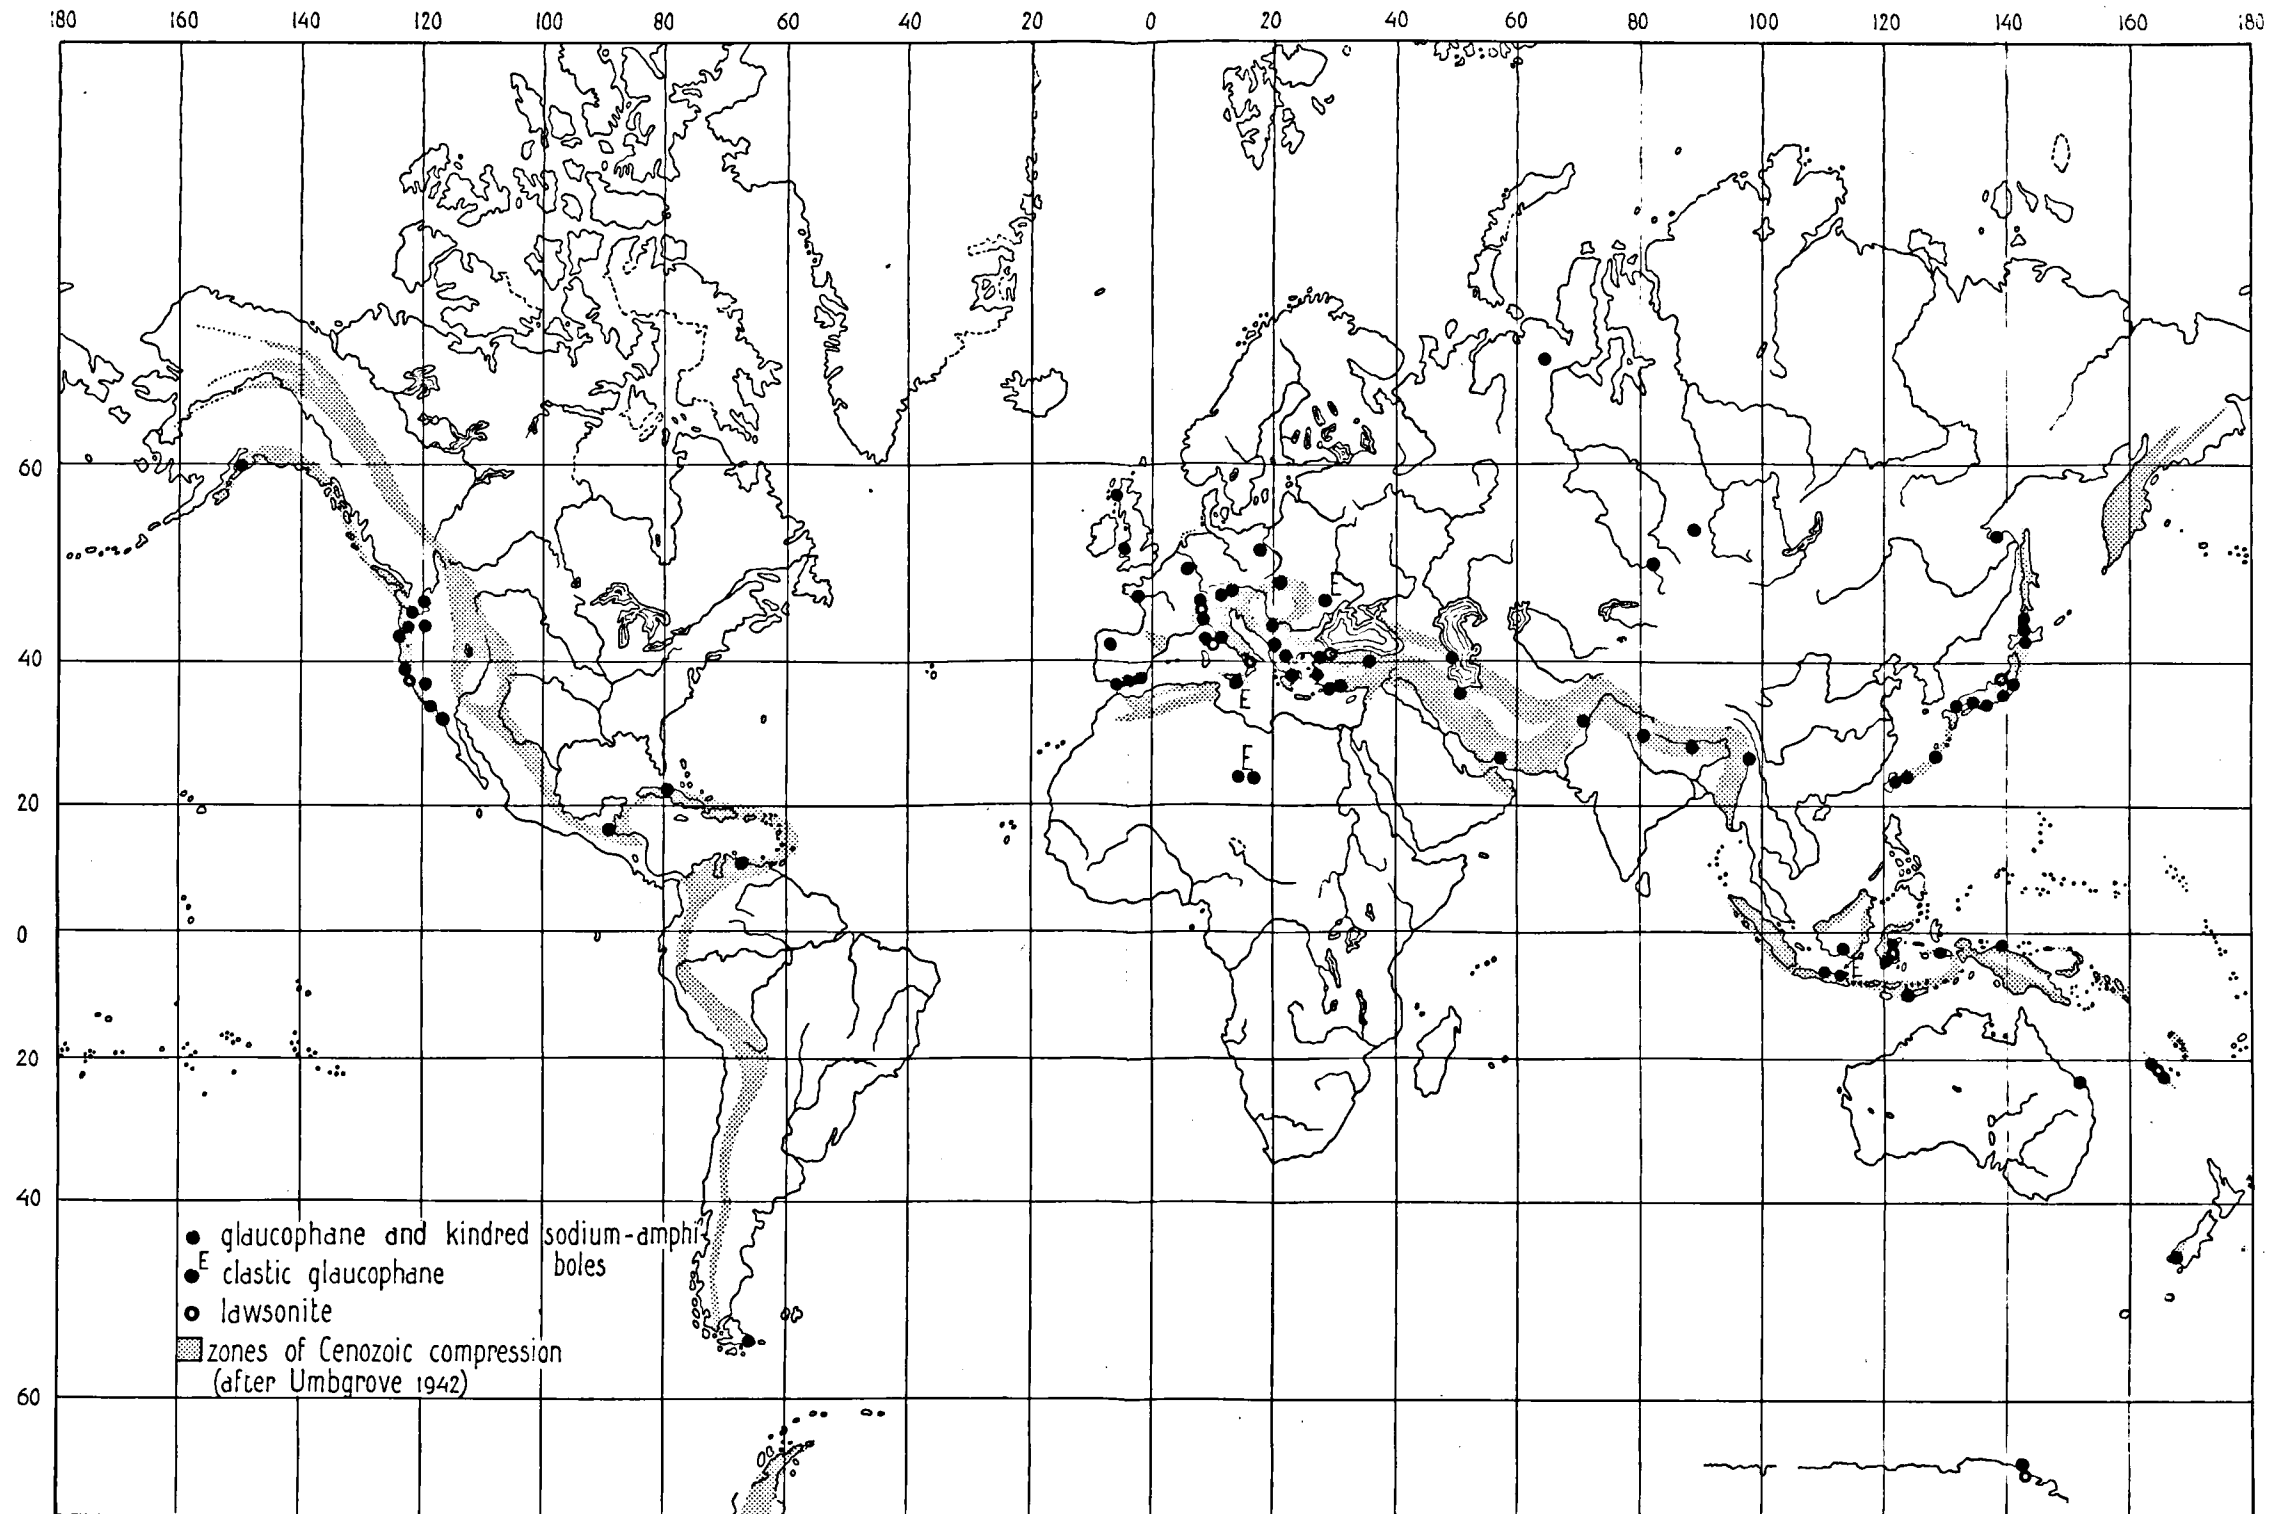 180 160 140 120 100 80 60 40 20 0 20 40 60 80 100 120 140 160 180
60
E
40
E
E
20
0
E
20
40
glaucophane and kindred sodium-amphi-
boles
E clastic glaucophane
lawsonite
zones of Cenozoic compression
(after Umbgrove 1942)
60